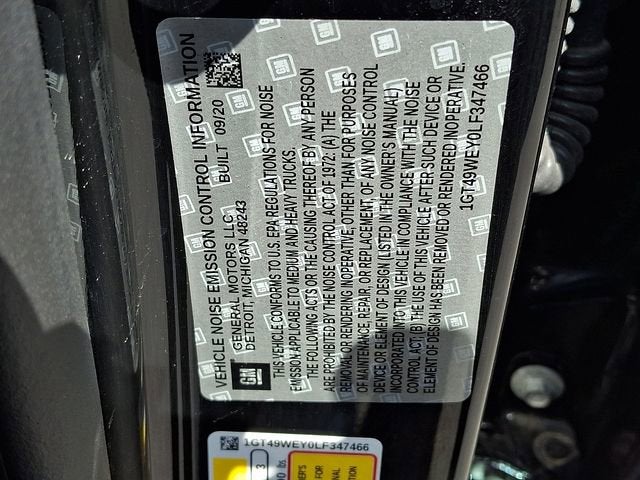 VEHICLE NOISE EMISSION CONTROL INFORMATION
GM
GENERAL MOTORS LLC
DETROIT, MICHIGAN 48243
BUILT 09/20
THIS VEHICLE CONFORMS TO U.S. EPA REGULATIONS FOR NOISE
EMISSION APPLICABLE TO MEDIUM AND HEAVY TRUCKS.
THE FOLLOWING ACTS OR THE CAUSING THEREOF BY ANY PERSON
ARE PROHIBITED BY THE NOISE CONTROL ACT OF 1972: (A) THE
REMOVAL OR RENDERING INOPERATIVE, OTHER THAN FOR PURPOSES
OF MAINTENANCE, REPAIR, OR REPLACEMENT, OF ANY NOISE CONTROL
DEVICE OR ELEMENT OF DESIGN (LISTED IN THE OWNER'S MANUAL)
INCORPORATED INTO THIS VEHICLE IN COMPLIANCE WITH THE NOISE
CONTROL ACT, (B) THE USE OF THIS VEHICLE AFTER SUCH DEVICE OR
ELEMENT OF DESIGN HAS BEEN REMOVED OR RENDERED INOPERATIVE.
1GT49WEY0LF347466
1GT49WEY0LF347466
3
lbs
FOR